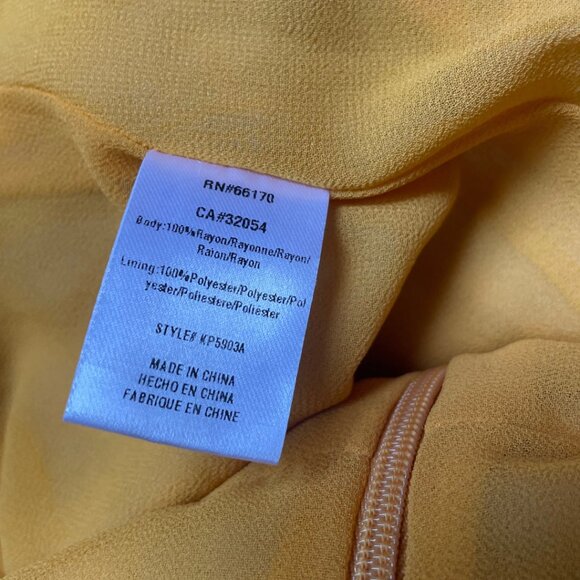 RN#66170
CA#32054
Body:100%Rayon/Rayonne/Rayon/
Raion/Rayon
Lining:100%Polyester/Polyester/Pol
yester/Poliestere/Poliester
STYLE# KP5903A
MADE IN CHINA
HECHO EN CHINA
FABRIQUE EN CHINE